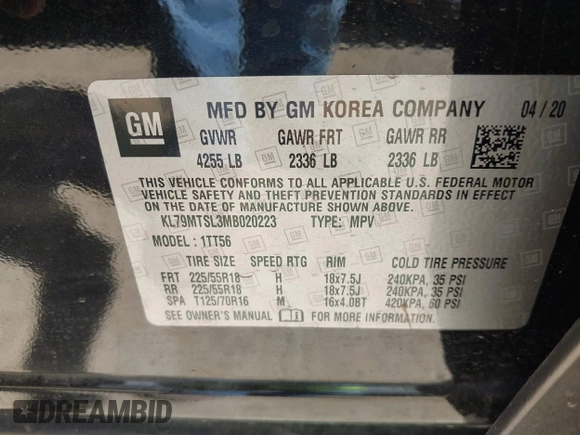 GM MFD BY GM KOREA COMPANY 04/20
GVWR GAWR FRT GAWR RR
4255 LB 2336 LB 2336 LB
THIS VEHICLE CONFORMS TO ALL APPLICABLE U.S. FEDERAL MOTOR
VEHICLE SAFETY AND THEFT PREVENTION STANDARDS IN EFFECT
ON THE DATE OF MANUFACTURE SHOWN ABOVE.
KL79MTSL3MB020223 TYPE: MPV
MODEL: 1TT56
TIRE SIZE SPEED RTG RIM COLD TIRE PRESSURE
FRT 225/55R18 H 18x7.5J 240KPA, 35 PSI
RR 225/55R18 H 18x7.5J 240KPA, 35 PSI
SPA T125/70R16 M 16x4.0BT 420KPA, 60 PSI
SEE OWNER'S MANUAL FOR MORE INFORMATION.
DREAMBID